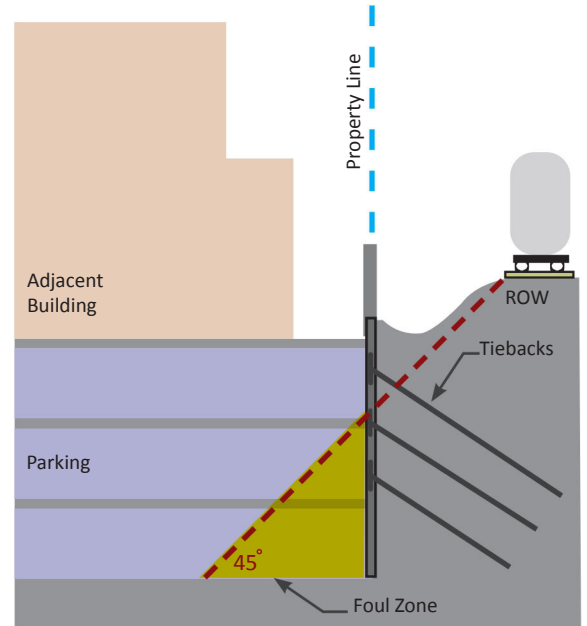 Property Line
Adjacent
Building
ROW
Tiebacks
Parking
45°
Foul Zone